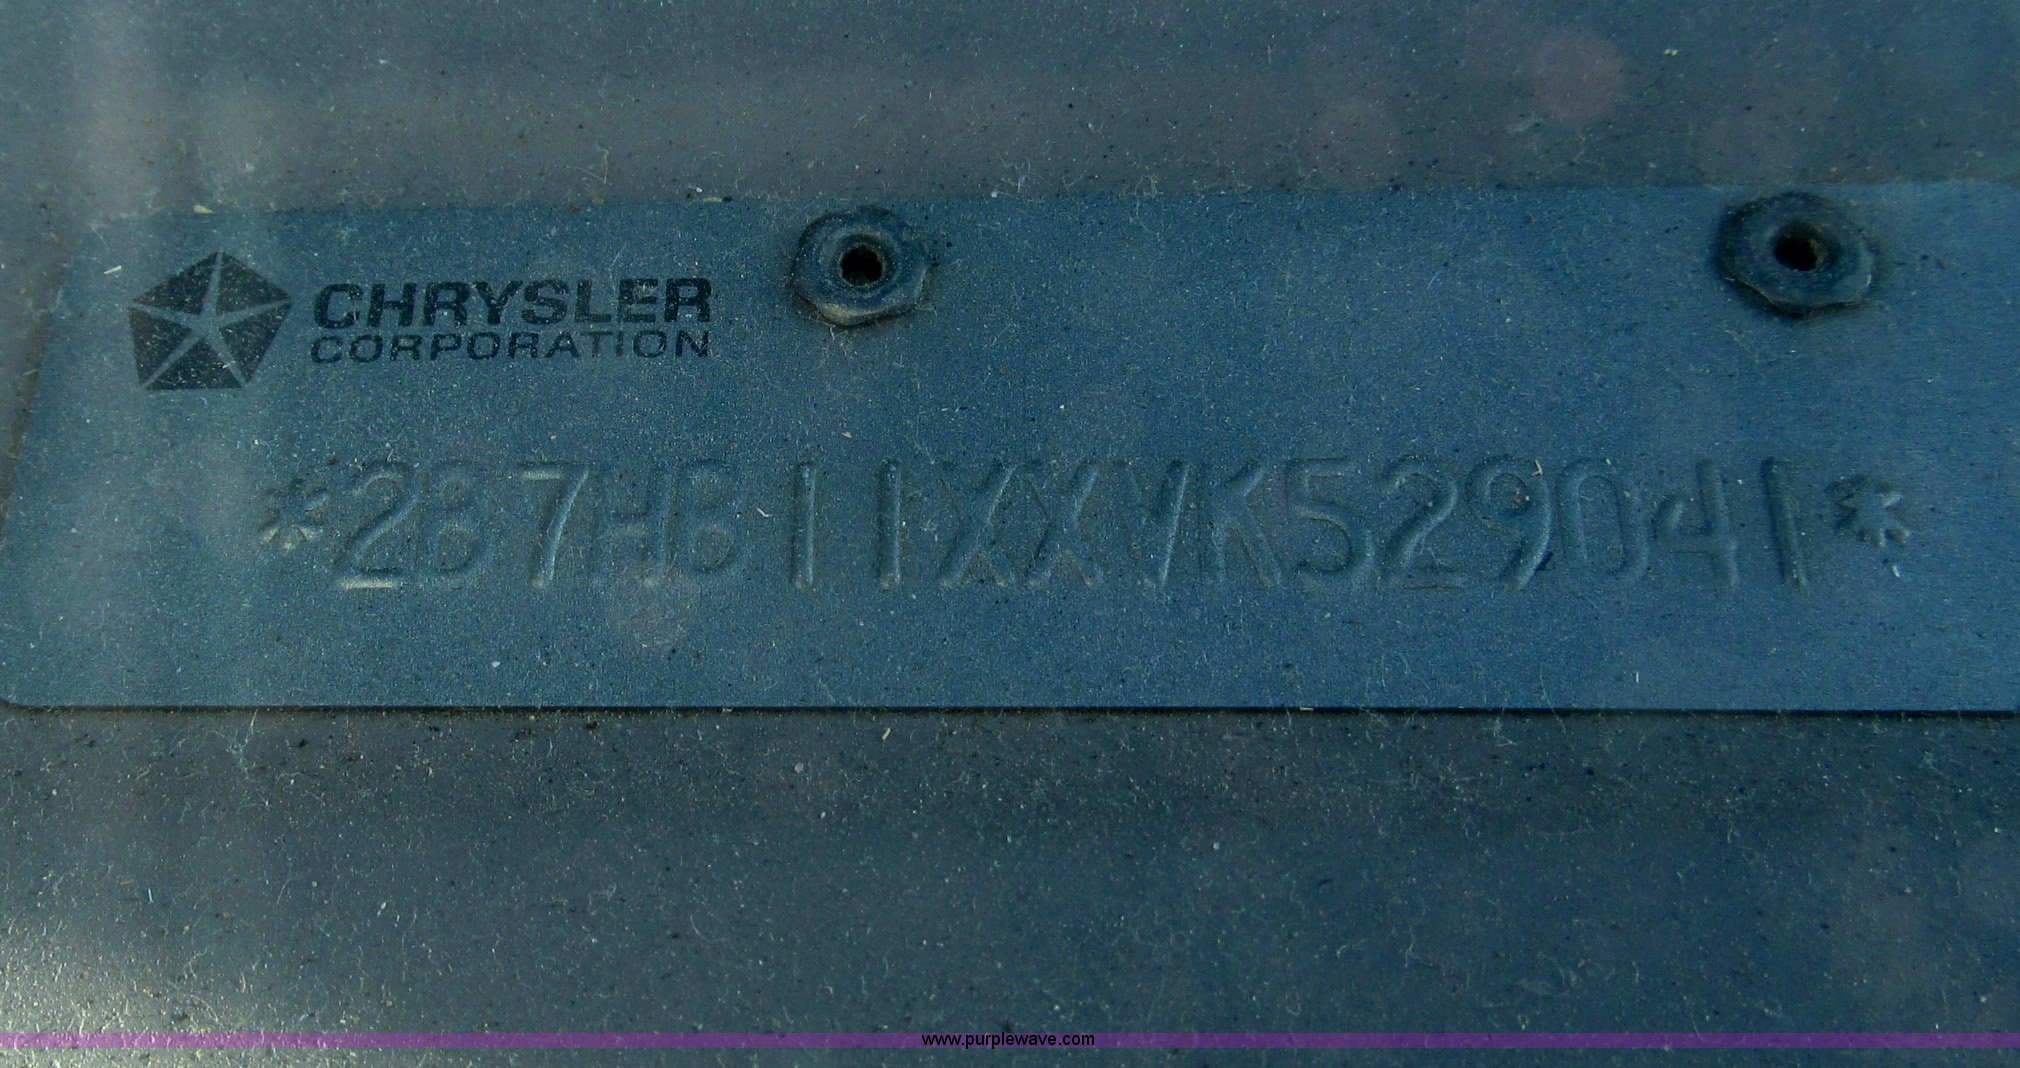 CHRYSLER
CORPORATION
*2B7HB11XXVK529041*
www.purplewave.com